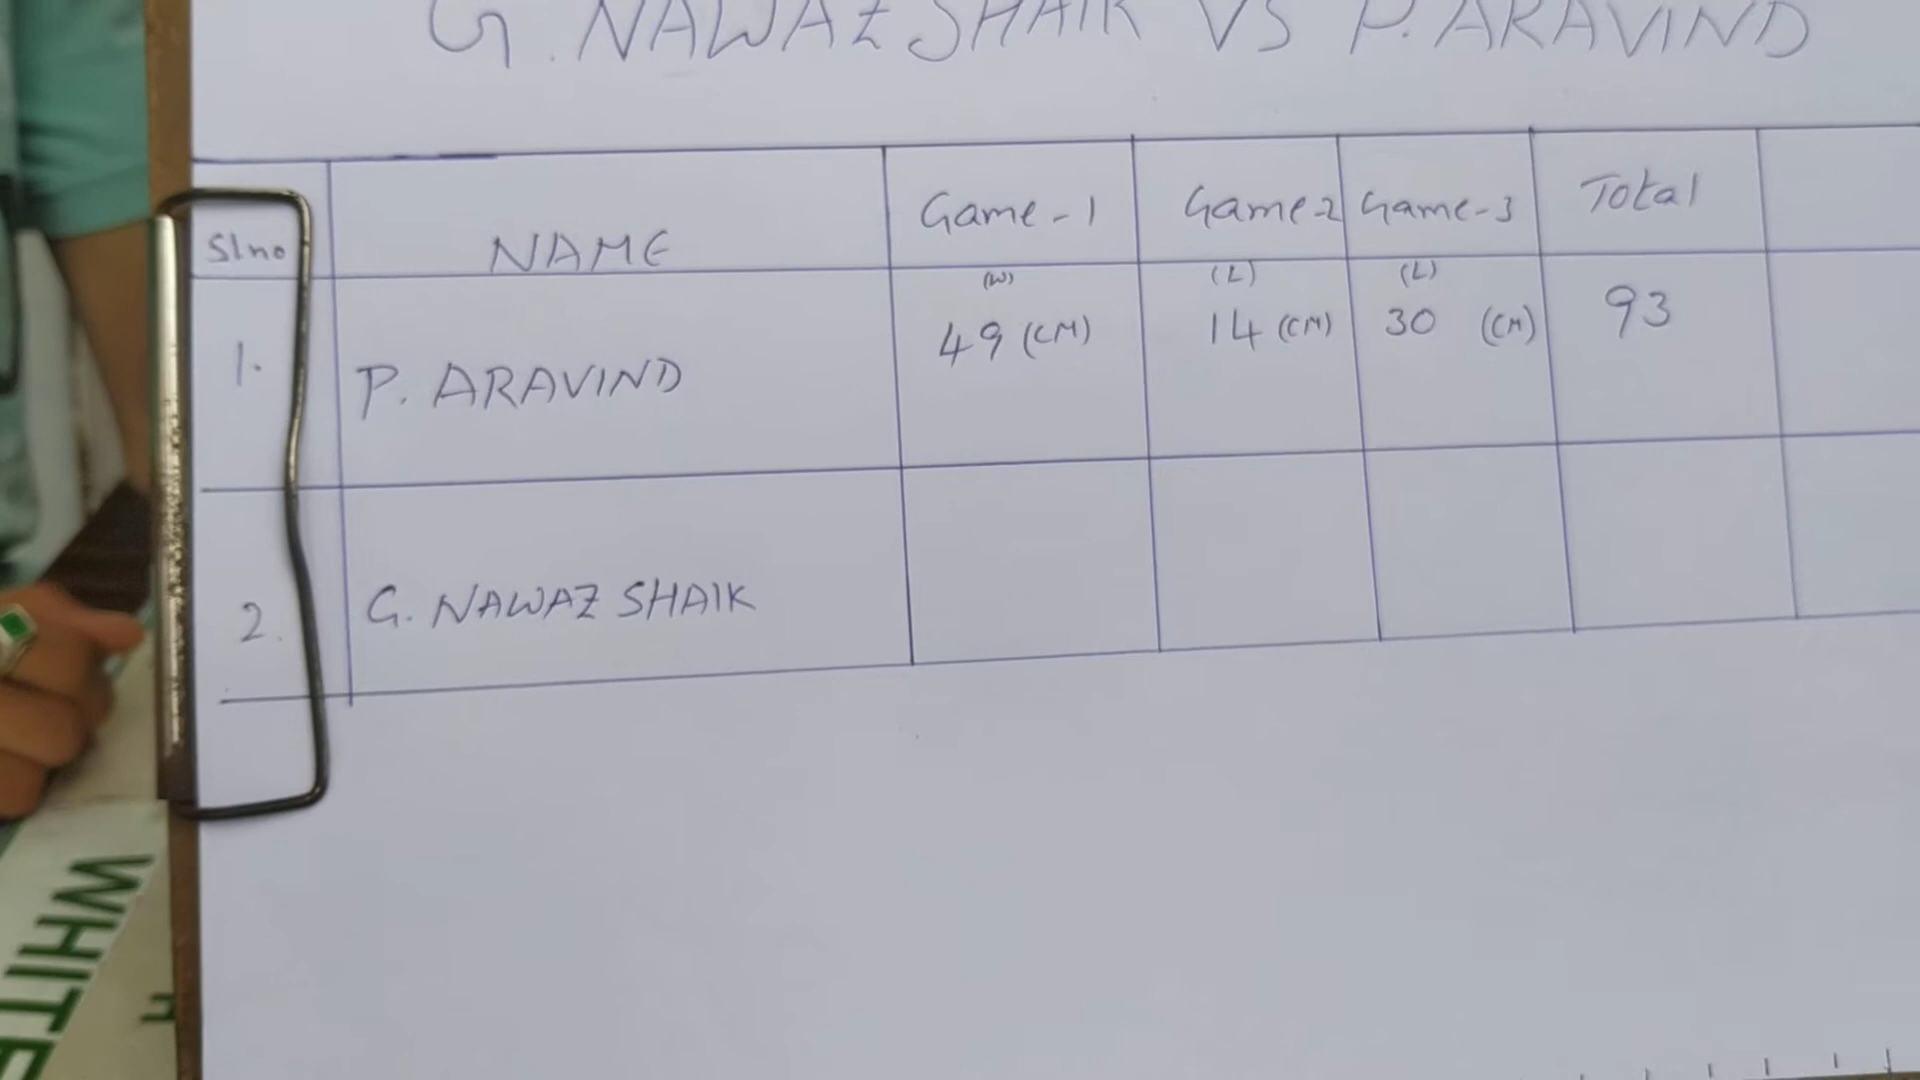 G. NAWAZ SHAIK VS P. ARAVIND
Slno NAME Game-1 Game-2 Game-3 Total
(W) (L) (L)
1. P. ARAVIND 49 (CM) 14 (CM) 30 (CM) 93
2. G. NAWAZ SHAIK
WHITE